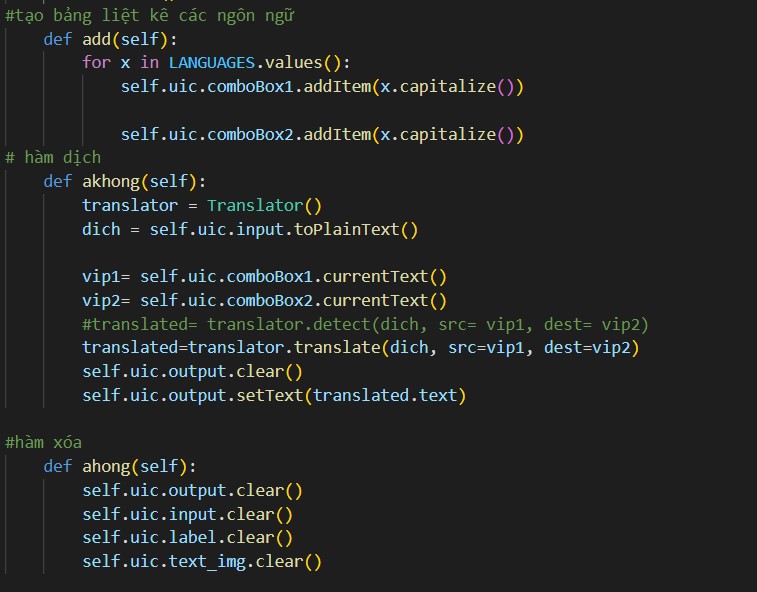 #tạo bảng liệt kê các ngôn ngữ
    def add(self):
        for x in LANGUAGES.values():
            self.uic.comboBox1.addItem(x.capitalize())

            self.uic.comboBox2.addItem(x.capitalize())
# hàm dịch
    def akhong(self):
        translator = Translator()
        dich = self.uic.input.toPlainText()

        vip1= self.uic.comboBox1.currentText()
        vip2= self.uic.comboBox2.currentText()
        #translated= translator.detect(dich, src= vip1, dest= vip2)
        translated=translator.translate(dich, src=vip1, dest=vip2)
        self.uic.output.clear()
        self.uic.output.setText(translated.text)

#hàm xóa
    def ahong(self):
        self.uic.output.clear()
        self.uic.input.clear()
        self.uic.label.clear()
        self.uic.text_img.clear()